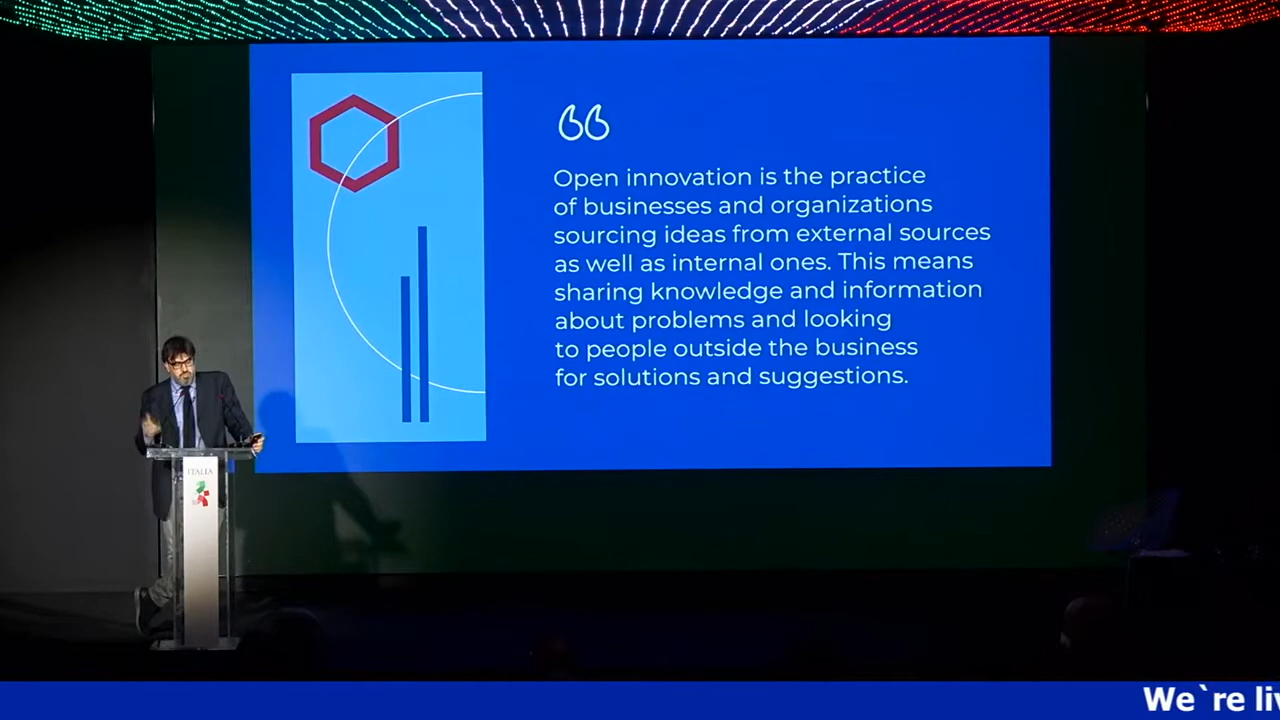 Open innovation is the practice
of businesses and organizations
sourcing ideas from external sources
as well as internal ones. This means
sharing knowledge and information
about problems and looking
to people outside the business
for solutions and suggestions.
ITALIA
We`re liv